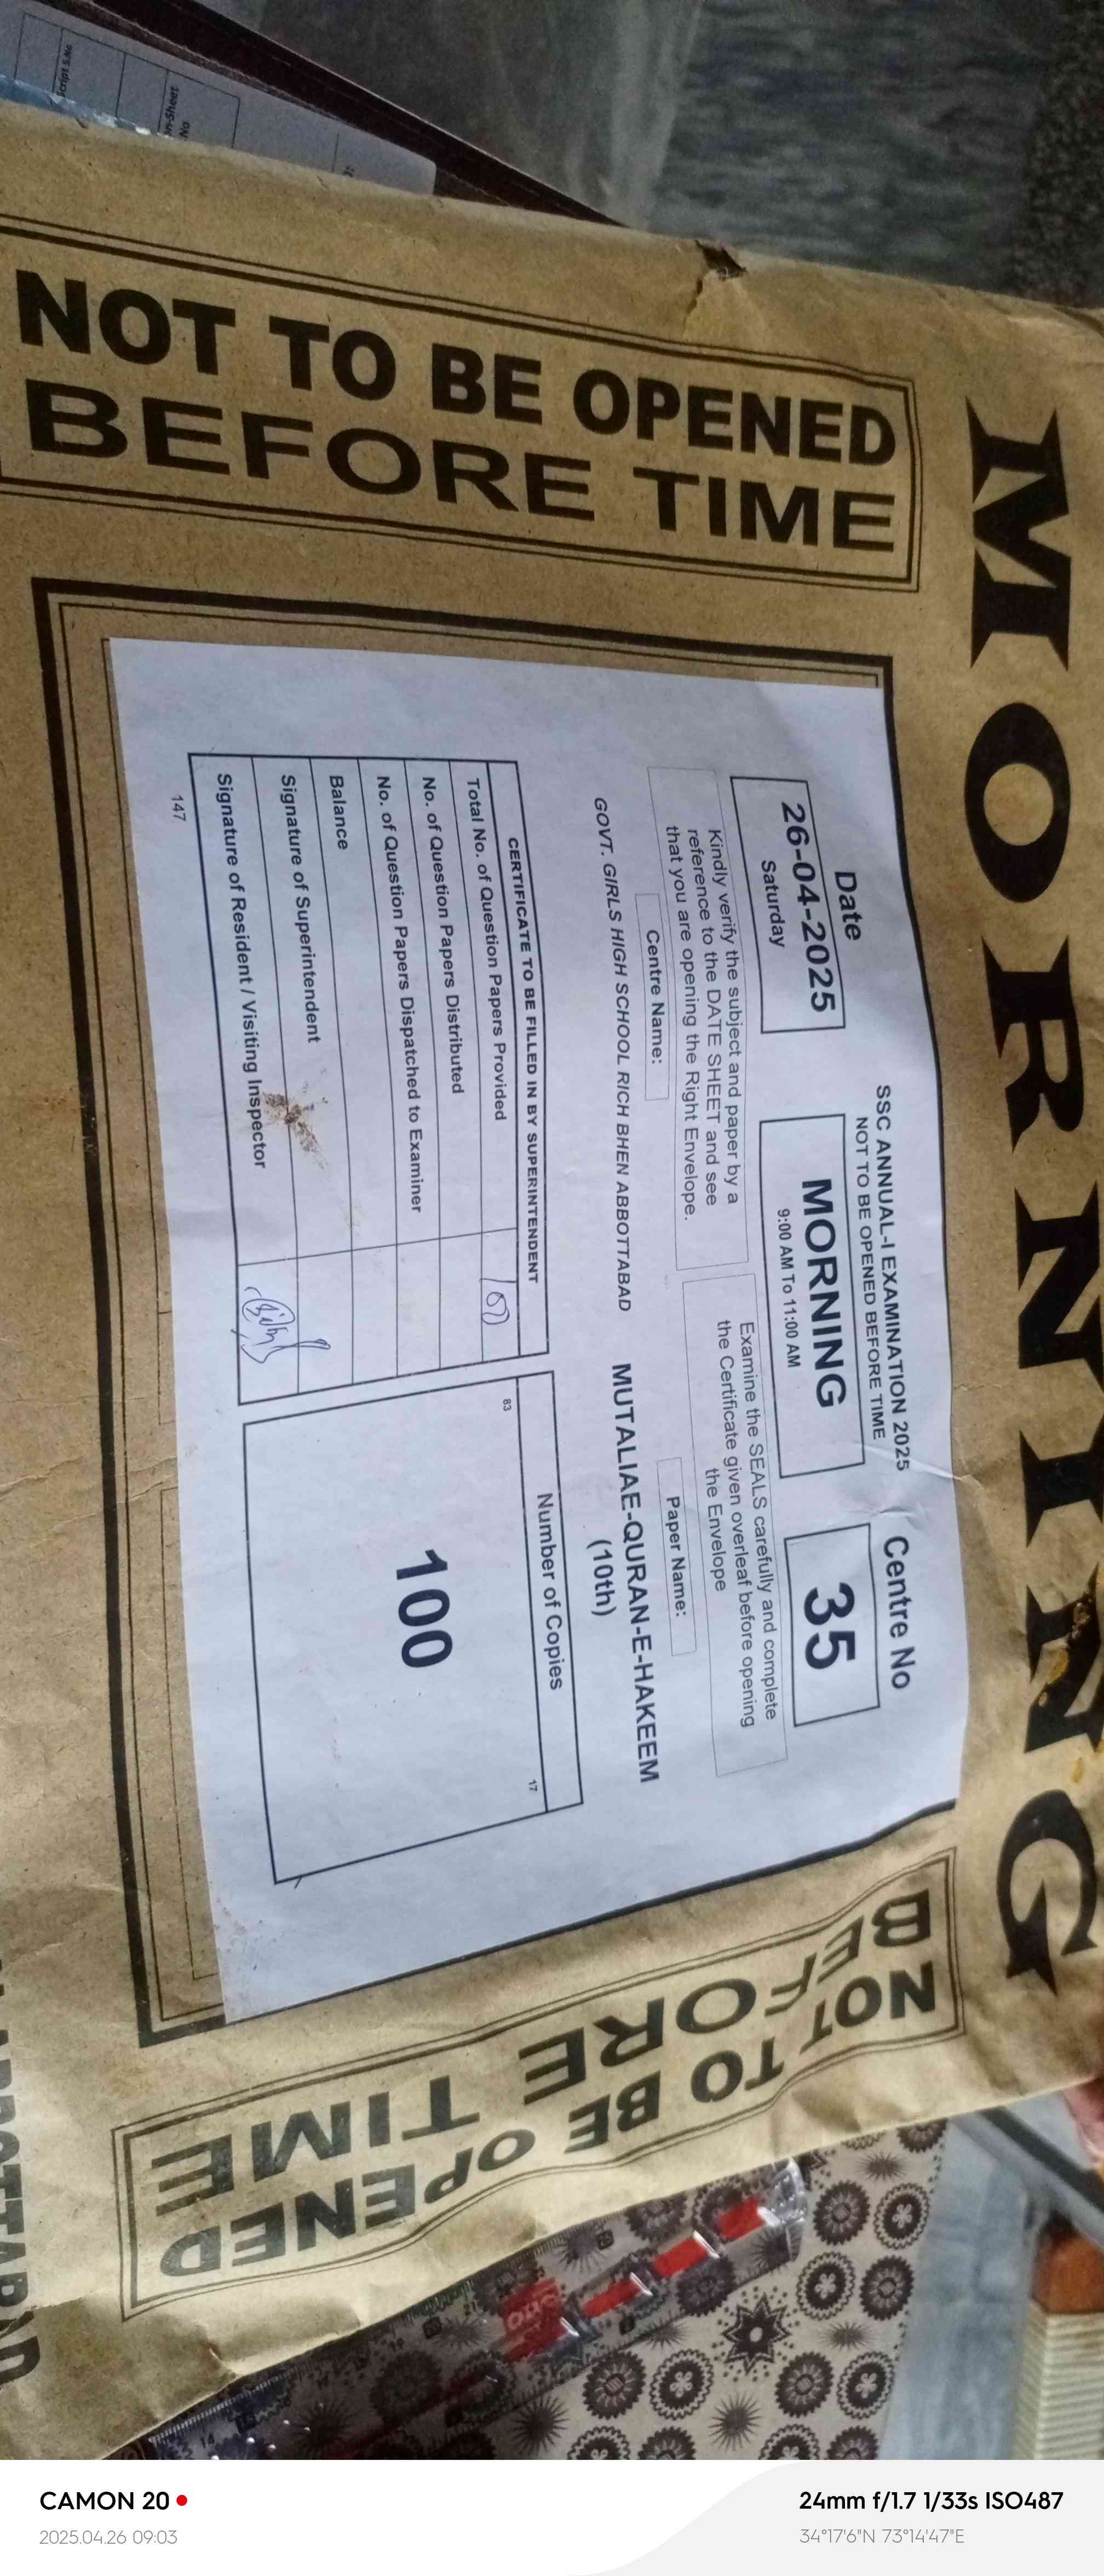 Script S.No
NOT TO BE OPENED
BEFORE TIME
MORNING
SSC ANNUAL-I EXAMINATION 2025
NOT TO BE OPENED BEFORE TIME
Date
26-04-2025
Saturday
MORNING
9:00 AM To 11:00 AM
Centre No
35
Kindly verify the subject and paper by a
reference to the DATE SHEET and see
that you are opening the Right Envelope.
Examine the SEALS carefully and complete
the Certificate given overleaf before opening
the Envelope
Centre Name:
GOVT. GIRLS HIGH SCHOOL RICH BHEN ABBOTTABAD
Paper Name:
MUTALIAE-QURAN-E-HAKEEM
(10th)
CERTIFICATE TO BE FILLED IN BY SUPERINTENDENT
Total No. of Question Papers Provided 100
No. of Question Papers Distributed
No. of Question Papers Dispatched to Examiner
Balance
Signature of Superintendent
Signature of Resident / Visiting Inspector
147
Number of Copies
83
17
100
NOT TO BE OPENED
BEFORE TIME
CAMON 20
2025.04.26 09:03
24mm f/1.7 1/33s ISO487
34°17'6"N 73°14'47"E